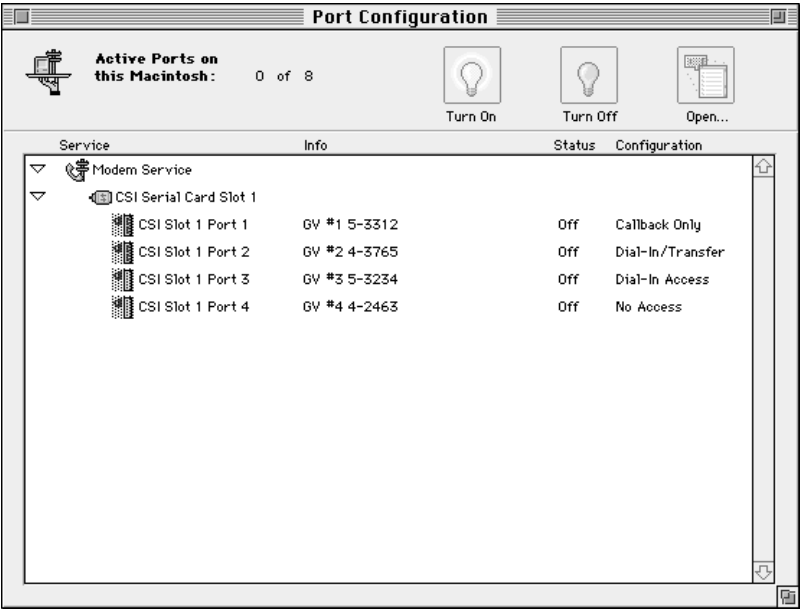 Port Configuration
Active Ports on
this Macintosh: 0 of 8
Turn On Turn Off Open...
Service Info Status Configuration
Modem Service
CSI Serial Card Slot 1
CSI Slot 1 Port 1 GV #1 5-3312 Off Callback Only
CSI Slot 1 Port 2 GV #2 4-3765 Off Dial-In/Transfer
CSI Slot 1 Port 3 GV #3 5-3234 Off Dial-In Access
CSI Slot 1 Port 4 GV #4 4-2463 Off No Access